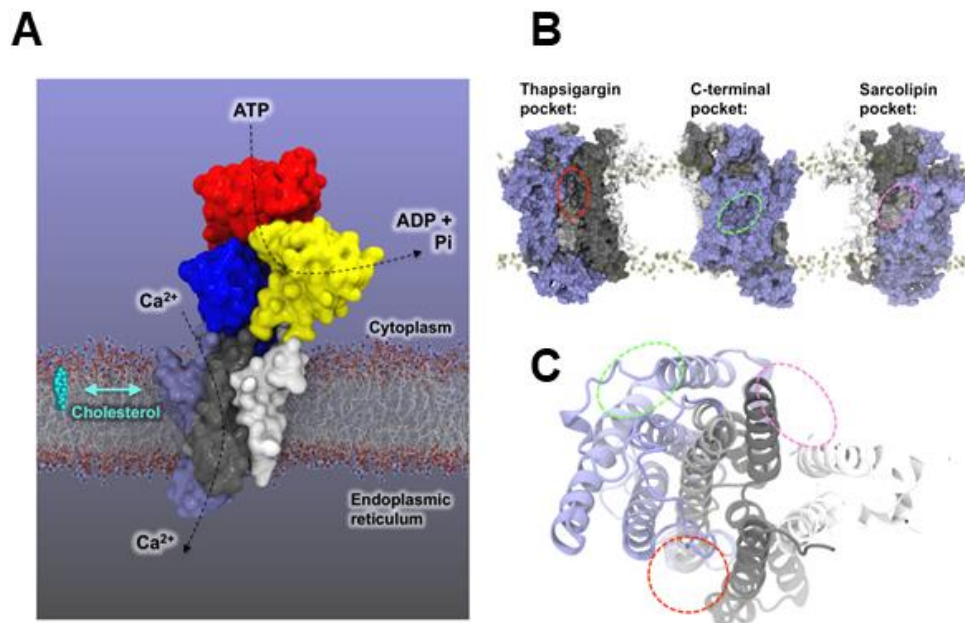 A
ATP
ADP +
Pi
Ca²⁺
Cytoplasm
Cholesterol
Endoplasmic
reticulum
Ca²⁺
B
Thapsigargin
pocket:
C-terminal
pocket:
Sarcolipin
pocket:
C